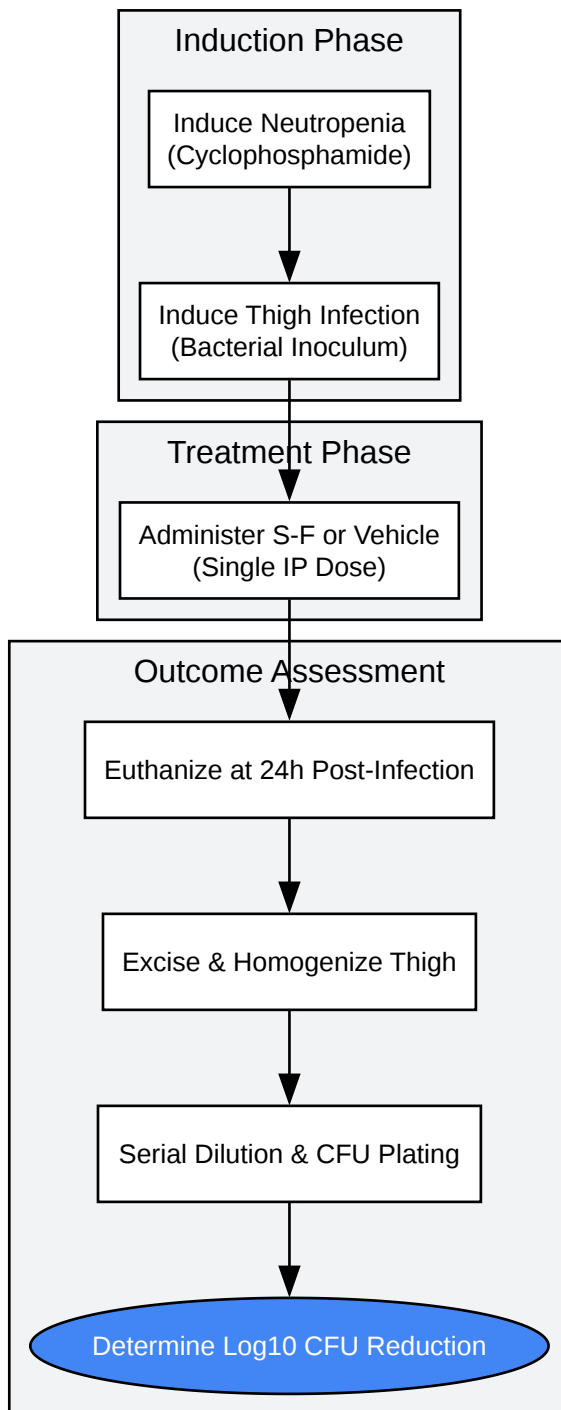 Induction Phase
Induce Neutropenia
(Cyclophosphamide)
Induce Thigh Infection
(Bacterial Inoculum)
Treatment Phase
Administer S-F or Vehicle
(Single IP Dose)
Outcome Assessment
Euthanize at 24h Post-Infection
Excise & Homogenize Thigh
Serial Dilution & CFU Plating
Determine Log10 CFU Reduction